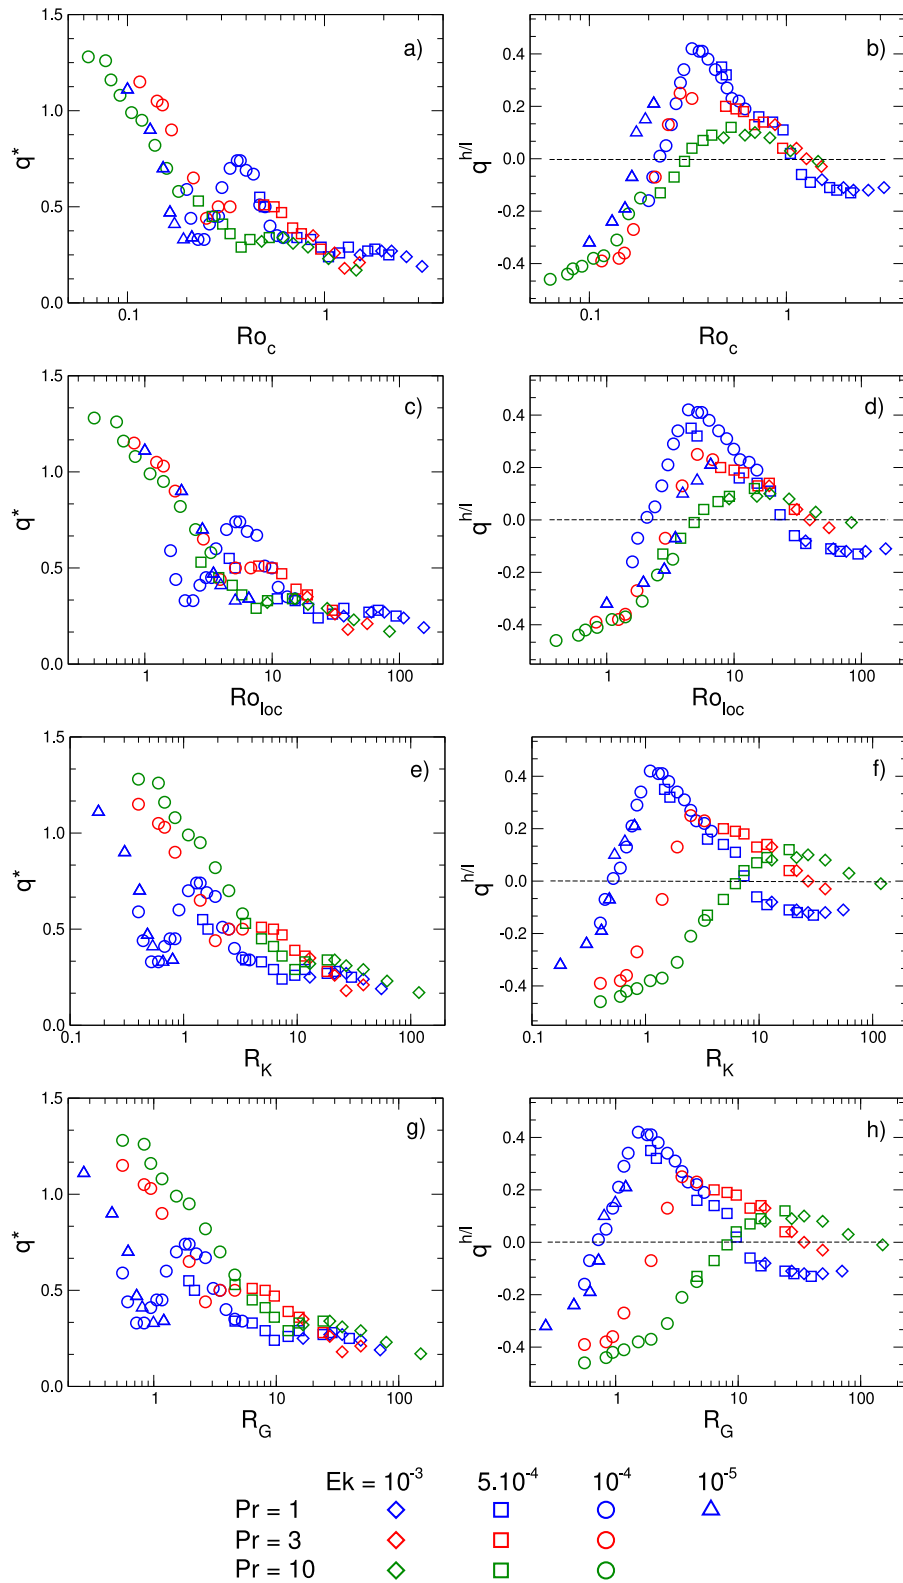 1.5
1.0
0.5
0.0
q*
a)
0.1
1
Ro_c
0.4
0.2
0.0
-0.2
-0.4
q^h/l
b)
0.1
1
Ro_c
1.5
1.0
0.5
0.0
q*
c)
1
10
100
Ro_loc
0.4
0.2
0.0
-0.2
-0.4
q^h/l
d)
1
10
100
Ro_loc
1.5
1.0
0.5
0.0
q*
e)
0.1
1
10
100
R_K
0.4
0.2
0.0
-0.2
-0.4
q^h/l
f)
0.1
1
10
100
R_K
1.5
1.0
0.5
0.0
q*
g)
1
10
100
R_G
0.4
0.2
0.0
-0.2
-0.4
q^h/l
h)
1
10
100
R_G
Ek = 10^-3 5.10^-4 10^-4 10^-5
Pr = 1
Pr = 3
Pr = 10